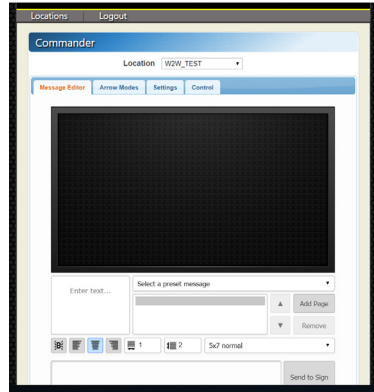 Locations Logout
Commander
Location W2W_TEST
Message Editor Arrow Modes Settings Control
Enter text...
Select a preset message
Add Page
Remove
1 2 5x7 normal
Send to Sign